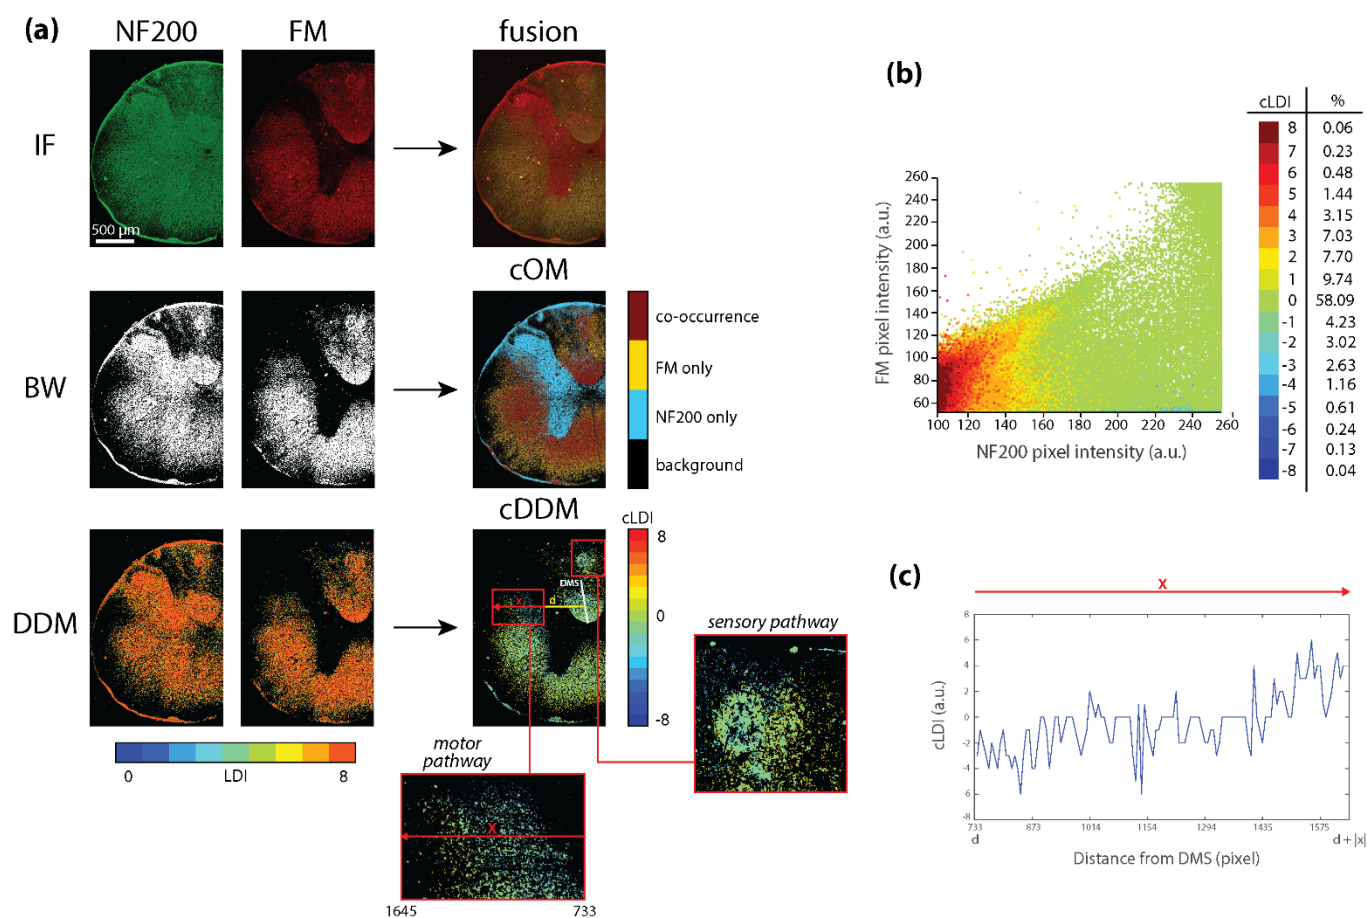 (a)
NF200
FM
fusion
IF
500 µm
cOM
BW
co-occurrence
FM only
NF200 only
background
cDDM
DDM
cLDI
8
0
-8
DMS
x
d
0
LDI
8
motor
pathway
x
1645
733
sensory pathway
(b)
cLDI
%
8
0.06
7
0.23
6
0.48
5
1.44
4
3.15
3
7.03
2
7.70
1
9.74
0
58.09
-1
4.23
-2
3.02
-3
2.63
-4
1.16
-5
0.61
-6
0.24
-7
0.13
-8
0.04
FM pixel intensity (a.u.)
260
240
220
200
180
160
140
120
100
80
60
100
120
140
160
180
200
220
240
260
NF200 pixel intensity (a.u.)
(c)
x
cLDI (a.u.)
8
6
4
2
0
-2
-4
-6
-8
733
873
1014
1154
1294
1435
1575
d
d + |x|
Distance from DMS (pixel)